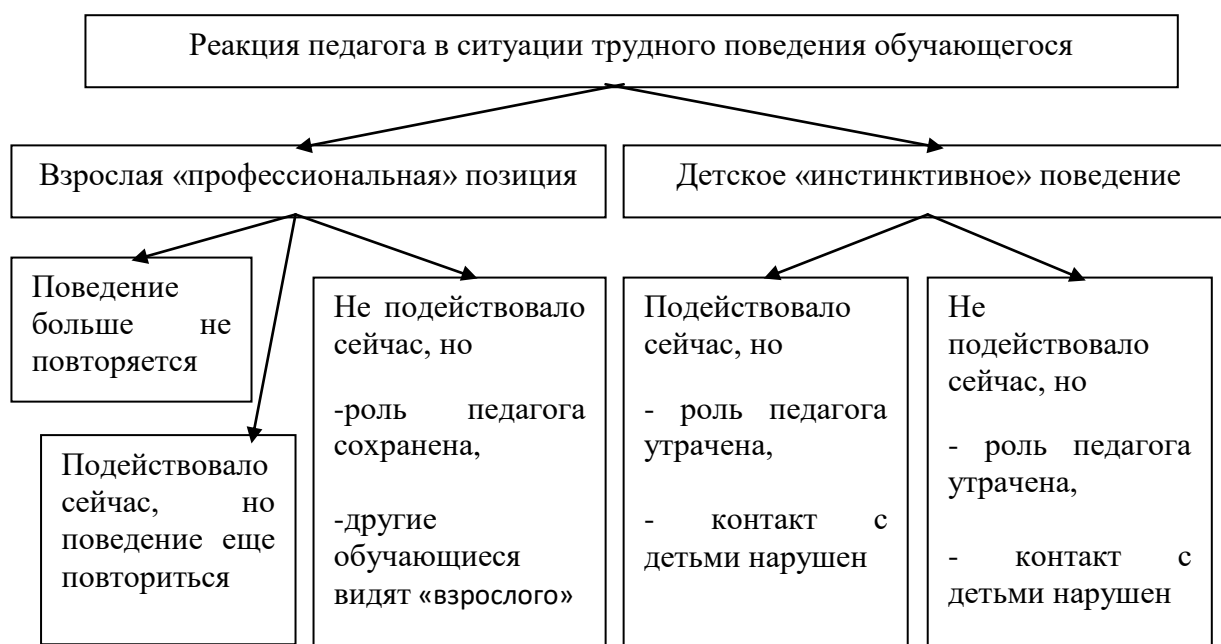 Реакция педагога в ситуации трудного поведения обучающегося
Взрослая «профессиональная» позиция
Детское «инстинктивное» поведение
Поведение
больше не
повторяется
Подействовало
сейчас, но
поведение еще
повториться
Не подействовало
сейчас, но
-роль педагога
сохранена,
-другие
обучающиеся
видят «взрослого»
Подействовало
сейчас, но
- роль педагога
утрачена,
- контакт с
детьми нарушен
Не
подействовало
сейчас, но
- роль педагога
утрачена,
- контакт с
детьми нарушен